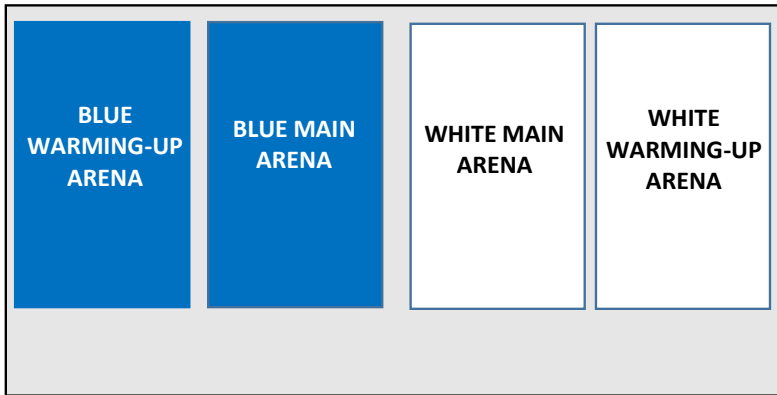 BLUE
WARMING-UP
ARENA
BLUE MAIN
ARENA
WHITE MAIN
ARENA
WHITE
WARMING-UP
ARENA